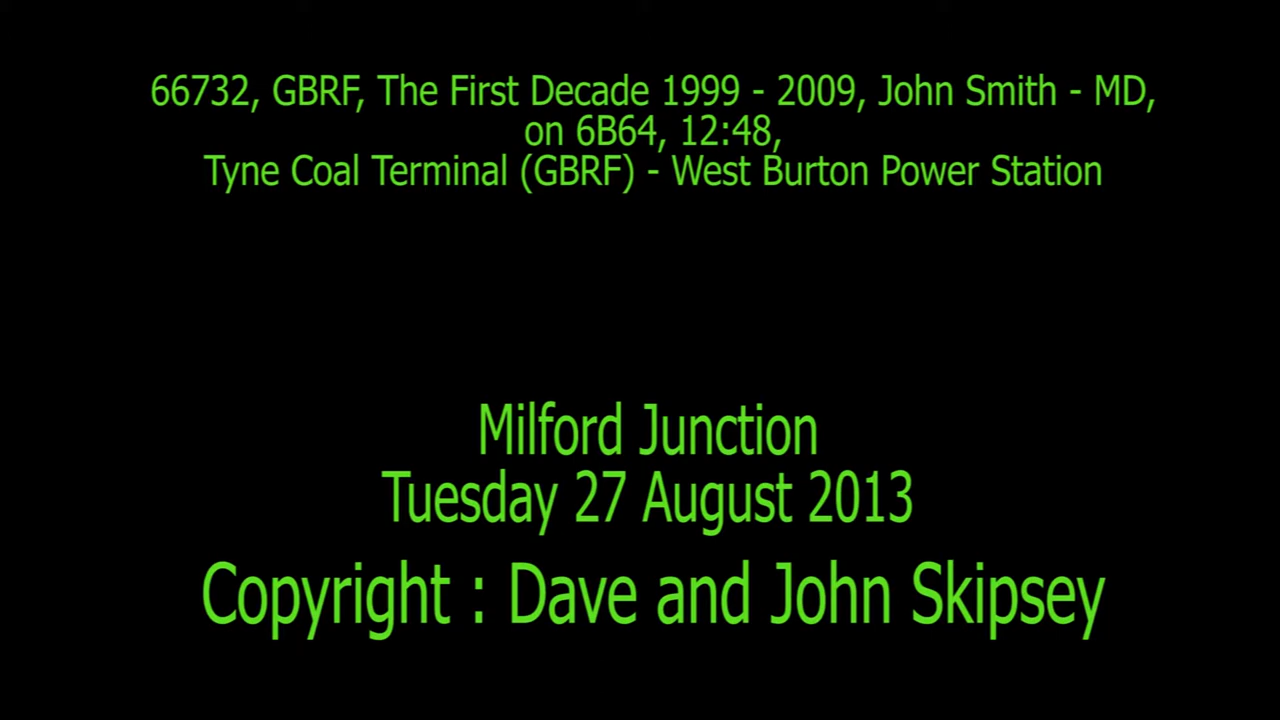 66732, GBRF, The First Decade 1999 - 2009, John Smith - MD,
on 6B64, 12:48,
Tyne Coal Terminal (GBRF) - West Burton Power Station
Milford Junction
Tuesday 27 August 2013
Copyright : Dave and John Skipsey